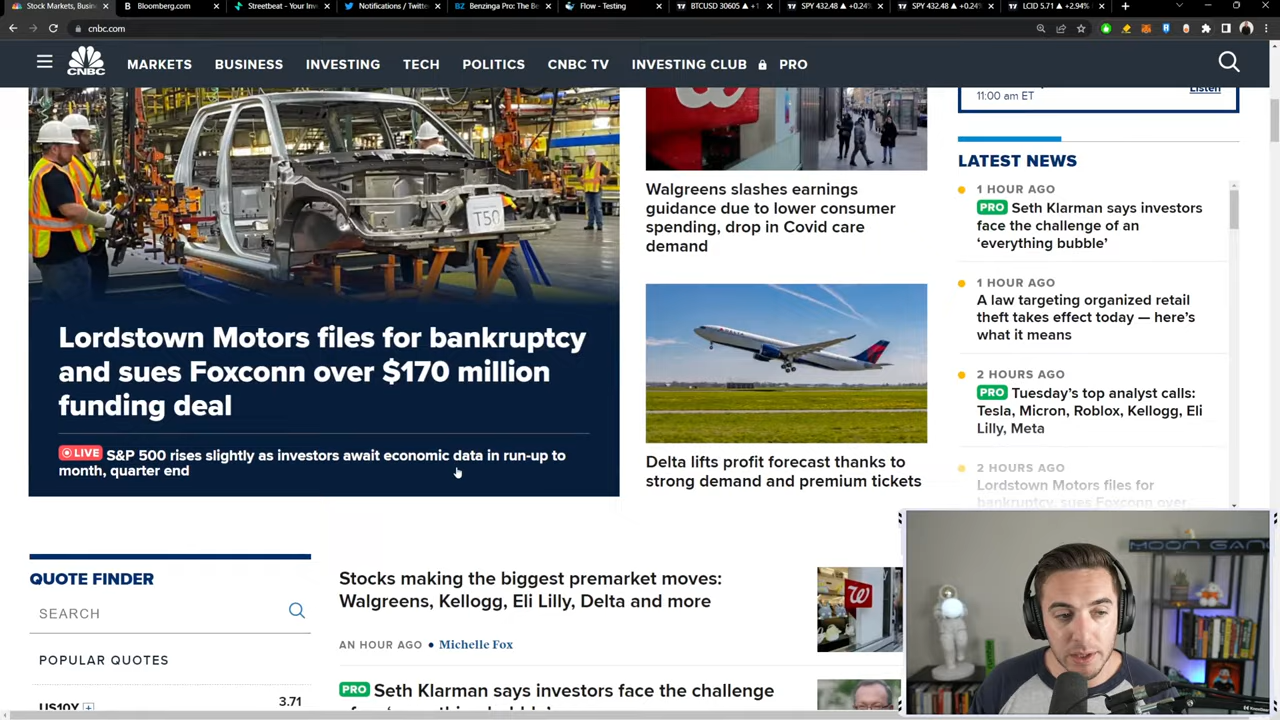 Stock Markets, Busin
Bloomberg.com
Streetbeat - Your Inve
Notifications / Twitte
Benzinga Pro: The Be
Flow - Testing
BTCUSD 30605 ▲ +0.
SPY 432.48 ▲ +0.24%
SPY 432.48 ▲ +0.24%
LCID 5.71 ▲ +2.94%
cnbc.com
CNBC
MARKETS
BUSINESS
INVESTING
TECH
POLITICS
CNBC TV
INVESTING CLUB
PRO
11:00 am ET
Listen
T50
Lordstown Motors files for bankruptcy
and sues Foxconn over $170 million
funding deal
LIVE S&P 500 rises slightly as investors await economic data in run-up to
month, quarter end
Walgreens slashes earnings
guidance due to lower consumer
spending, drop in Covid care
demand
Delta lifts profit forecast thanks to
strong demand and premium tickets
LATEST NEWS
1 HOUR AGO
PRO Seth Klarman says investors
face the challenge of an
‘everything bubble’
1 HOUR AGO
A law targeting organized retail
theft takes effect today — here’s
what it means
2 HOURS AGO
PRO Tuesday’s top analyst calls:
Tesla, Micron, Roblox, Kellogg, Eli
Lilly, Meta
2 HOURS AGO
Lordstown Motors files for
bankruptcy, sues Foxconn over
QUOTE FINDER
SEARCH
POPULAR QUOTES
US10Y
3.71
Stocks making the biggest premarket moves:
Walgreens, Kellogg, Eli Lilly, Delta and more
AN HOUR AGO • Michelle Fox
PRO Seth Klarman says investors face the challenge
MOON GANG